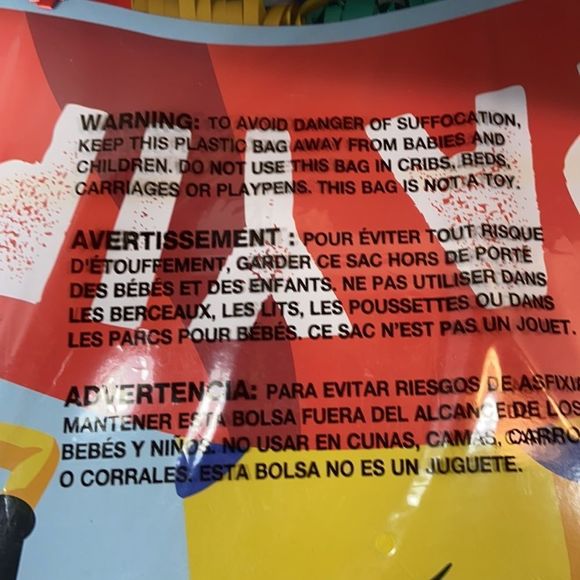 WARNING: TO AVOID DANGER OF SUFFOCATION,
KEEP THIS PLASTIC BAG AWAY FROM BABIES AND
CHILDREN. DO NOT USE THIS BAG IN CRIBS, BEDS,
CARRIAGES OR PLAYPENS. THIS BAG IS NOT A TOY.
AVERTISSEMENT : POUR ÉVITER TOUT RISQUE
D'ÉTOUFFEMENT, GARDER CE SAC HORS DE PORTÉ
DES BÉBÉS ET DES ENFANTS. NE PAS UTILISER DANS
LES BERCEAUX, LES LITS, LES POUSSETTES OU DANS
LES PARCS POUR BÉBÉS. CE SAC N'EST PAS UN JOUET.
ADVERTENCIA: PARA EVITAR RIESGOS DE ASFIXIA
MANTENER ESTA BOLSA FUERA DEL ALCANCE DE LOS
BEBÉS Y NIÑOS. NO USAR EN CUNAS, CAMAS, CARRO
O CORRALES. ESTA BOLSA NO ES UN JUGUETE.